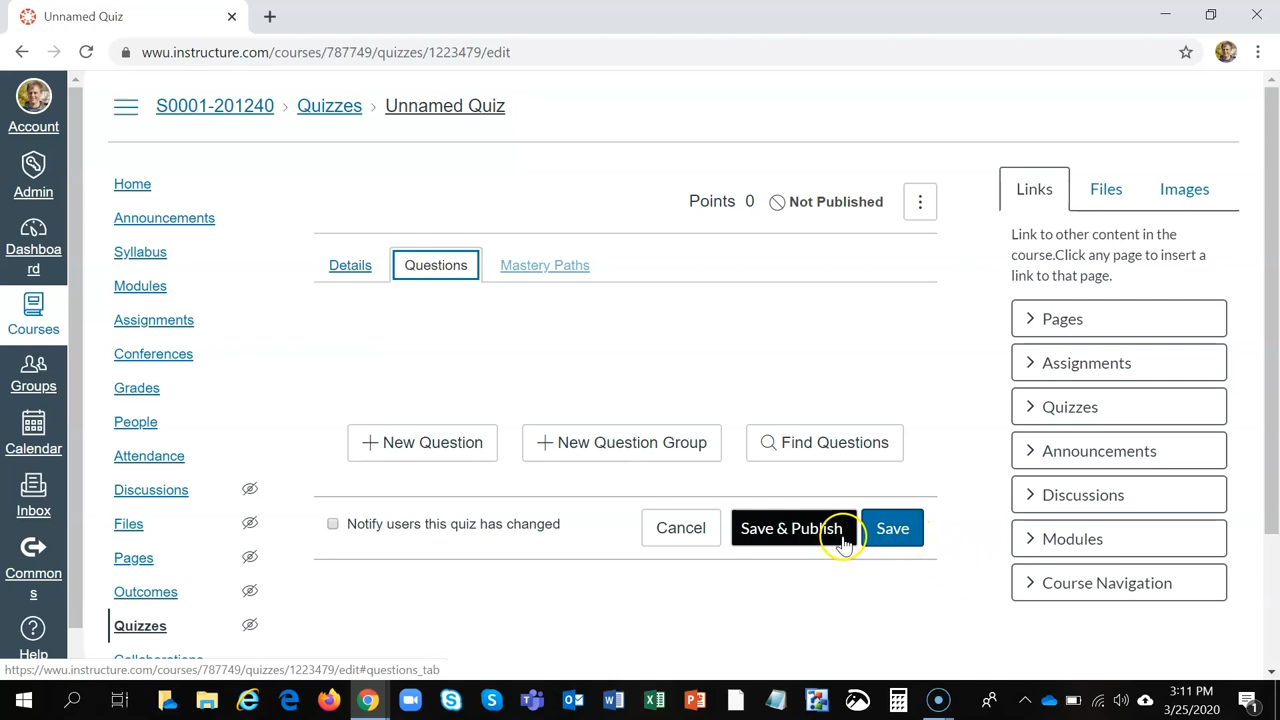 Unnamed Quiz
wwu.instructure.com/courses/787749/quizzes/1223479/edit
Account
Admin
Dashboa
rd
Courses
Groups
Calendar
Inbox
Common
s
Help
S0001-201240 > Quizzes > Unnamed Quiz
Home
Announcements
Syllabus
Modules
Assignments
Conferences
Grades
People
Attendance
Discussions
Files
Pages
Outcomes
Quizzes
Collaborations
Points 0 Not Published
Details Questions Mastery Paths
New Question New Question Group Find Questions
Notify users this quiz has changed Cancel Save & Publish Save
Links Files Images
Link to other content in the
course.Click any page to insert a
link to that page.
Pages
Assignments
Quizzes
Announcements
Discussions
Modules
Course Navigation
https://wwu.instructure.com/courses/787749/quizzes/1223479/edit#questions_tab
3:11 PM
3/25/2020
1